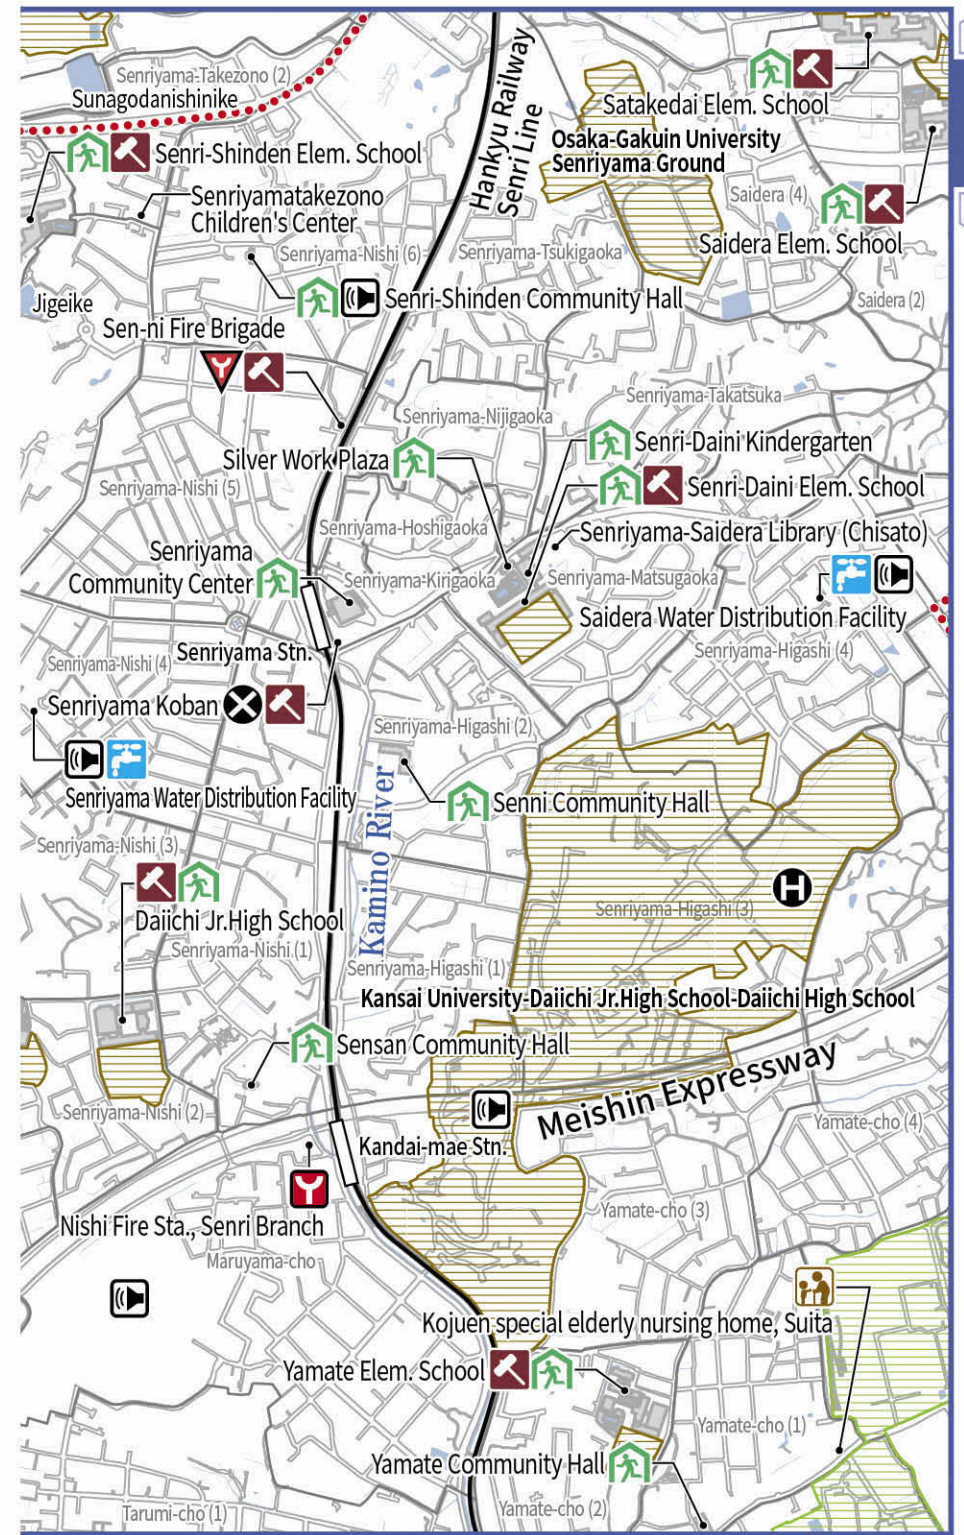 Senriyama-Takezono (2)
Sunagodanishinike
Hankyu Railway
Senri Line
Satakedai Elem. School
Osaka-Gakuin University
Senriyama Ground
Senri-Shinden Elem. School
Senriyamatakezono
Children's Center
Saidera (4)
Saidera Elem. School
Senriyama-Nishi (6)
Senriyama-Tsukigaoka
Senri-Shinden Community Hall
Saidera (2)
Jigeike
Sen-ni Fire Brigade
Senriyama-Takatsuka
Senriyama-Nijigaoka
Senri-Daini Kindergarten
Silver Work Plaza
Senriyama-Nishi (5)
Senri-Daini Elem. School
Senriyama-Hoshigaoka
Senriyama-Saidera Library (Chisato)
Senriyama
Community Center
Senriyama-Kirigaoka
Senriyama-Matsugaoka
Saidera Water Distribution Facility
Senriyama Stn.
Senriyama-Nishi (4)
Senriyama-Higashi (4)
Senriyama Koban
Senriyama-Higashi (2)
Senriyama Water Distribution Facility
Senni Community Hall
Kamino River
Senriyama-Nishi (3)
Daiichi Jr.High School
H
Senriyama-Higashi (3)
Senriyama-Nishi (1)
Senriyama-Higashi (1)
Kansai University-Daiichi Jr.High School-Daiichi High School
Sensan Community Hall
Meishin Expressway
Senriyama-Nishi (2)
Yamate-cho (4)
Kandai-mae Stn.
Yamate-cho (3)
Nishi Fire Sta., Senri Branch
Maruyama-cho
Kojuen special elderly nursing home, Suita
Yamate Elem. School
Yamate-cho (1)
Yamate Community Hall
Tarumi-cho (1)
Yamate-cho (2)